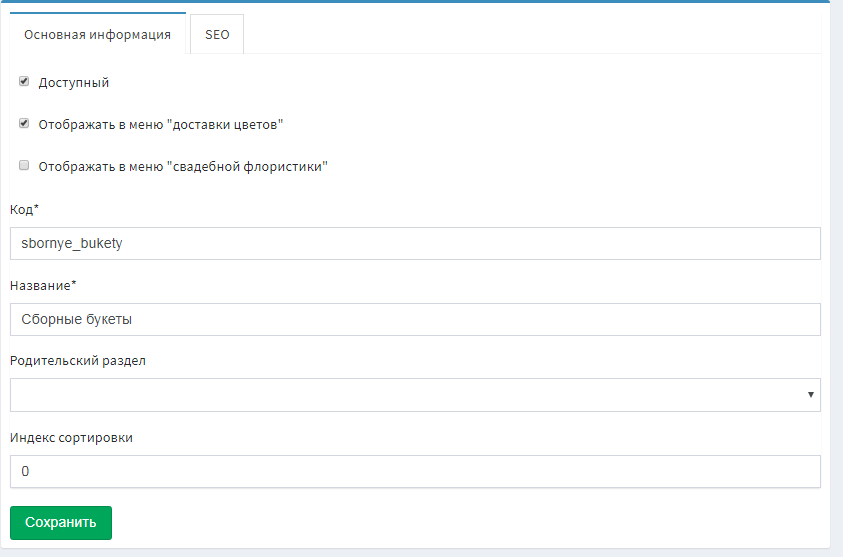 Основная информация SEO
Доступный
Отображать в меню "доставки цветов"
Отображать в меню "свадебной флористики"
Код*
sbornye_bukety
Название*
Сборные букеты
Родительский раздел
Индекс сортировки
0
Сохранить